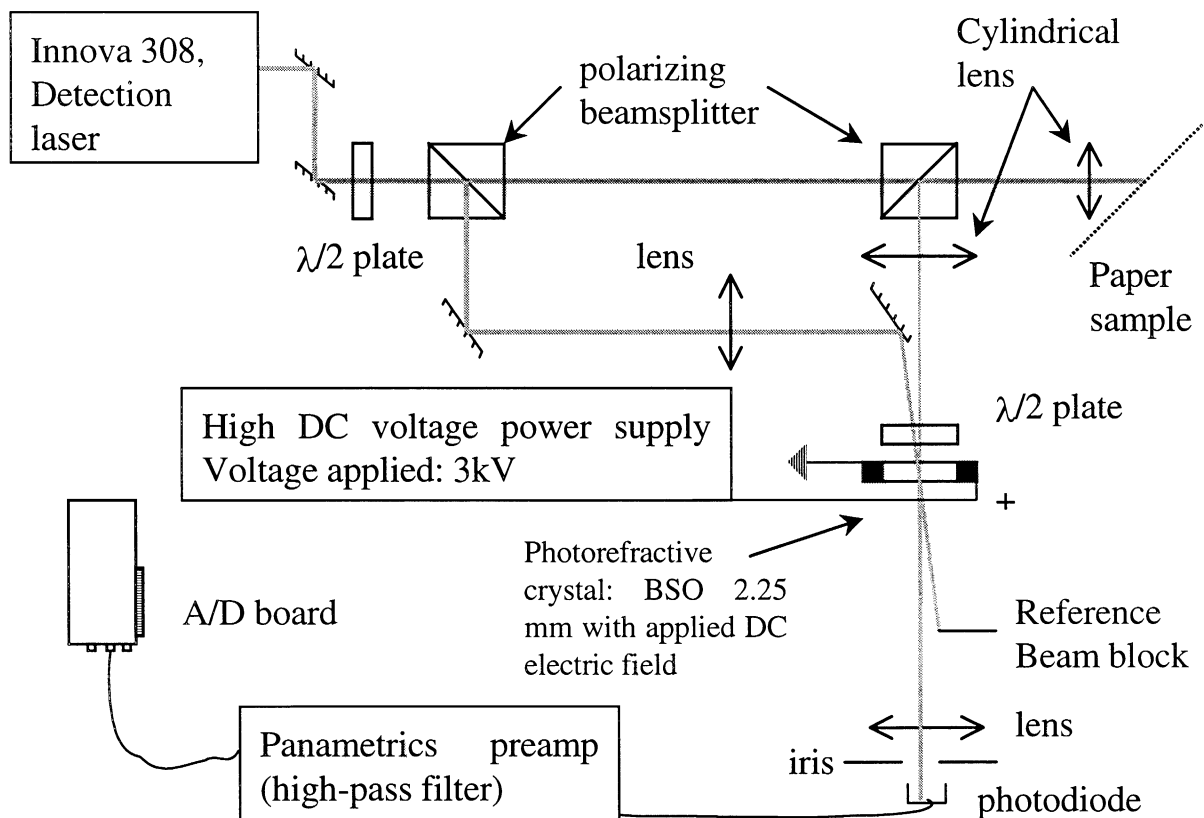 Innova 308,
Detection
laser
polarizing
beamsplitter
Cylindrical
lens
λ/2 plate
lens
Paper
sample
High DC voltage power supply
Voltage applied: 3kV
λ/2 plate
+
Photorefractive
crystal: BSO 2.25
mm with applied DC
electric field
A/D board
Reference
Beam block
Panametrics preamp
(high-pass filter)
lens
iris
photodiode